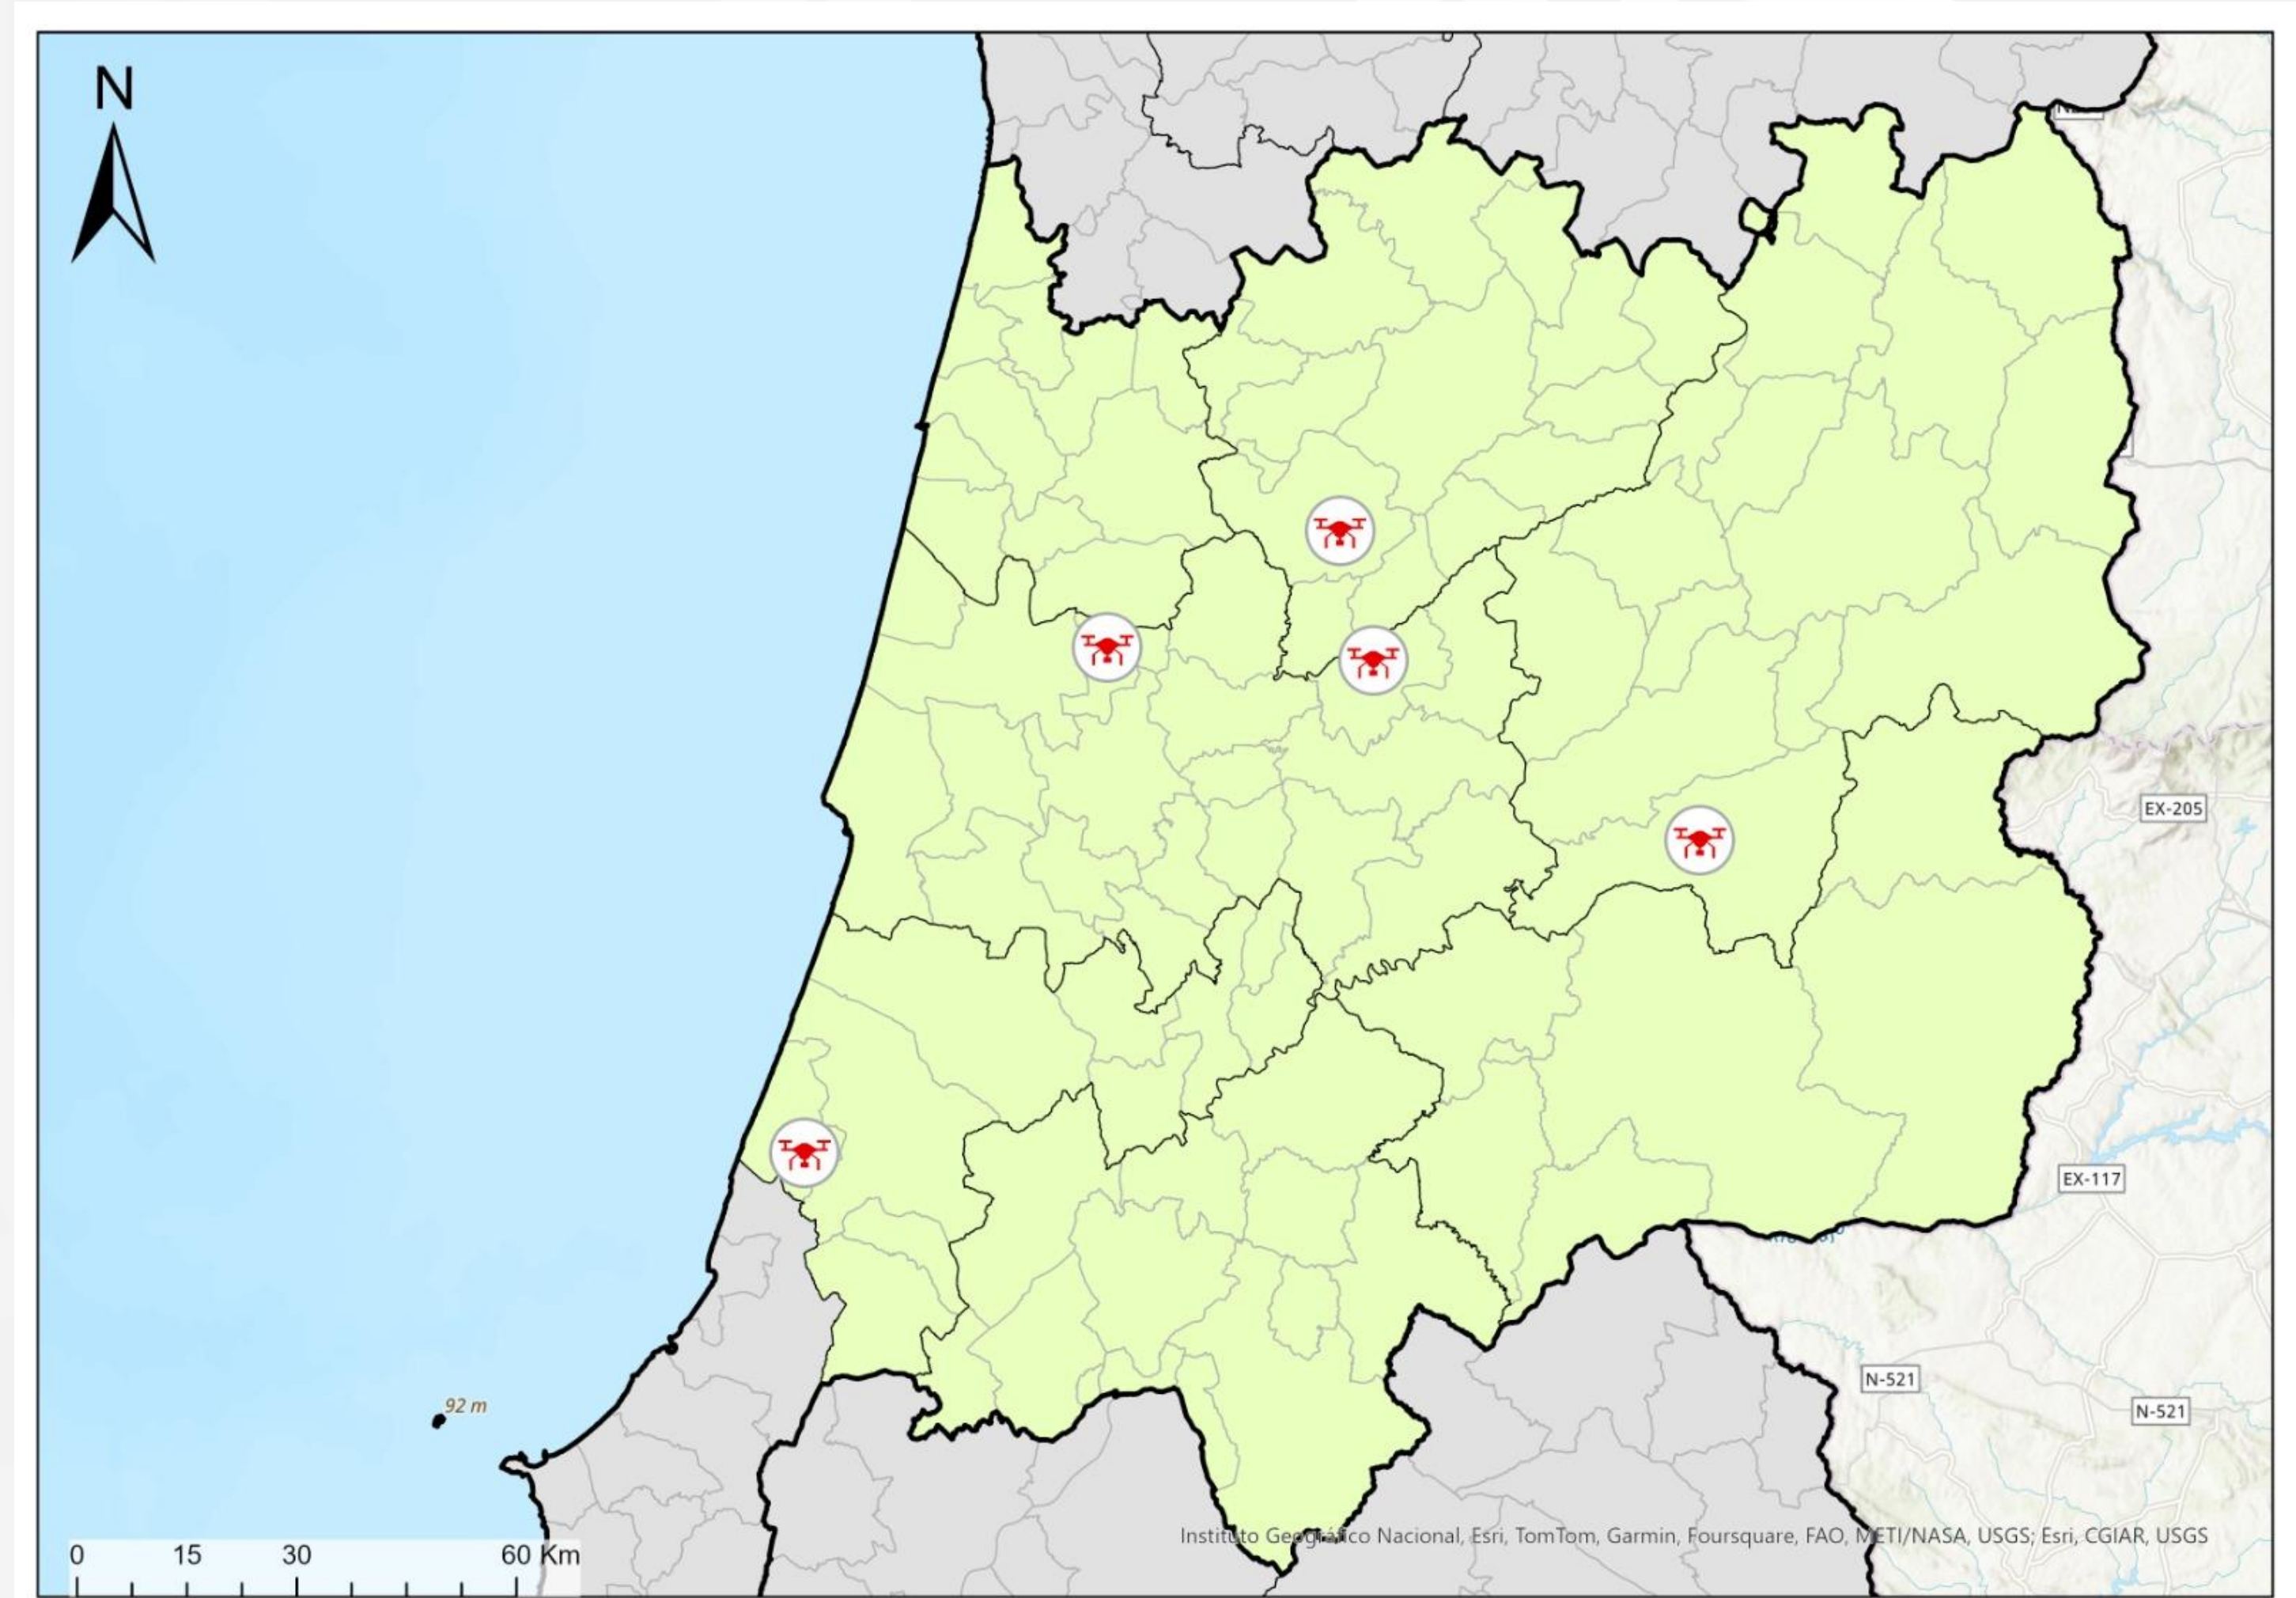 N
EX-205
EX-117
N-521
92 m
N-521
Instituto Geográfico Nacional, Esri, TomTom, Garmin, Foursquare, FAO, METI/NASA, USGS; Esri, CGIAR, USGS
0 15 30 60 Km